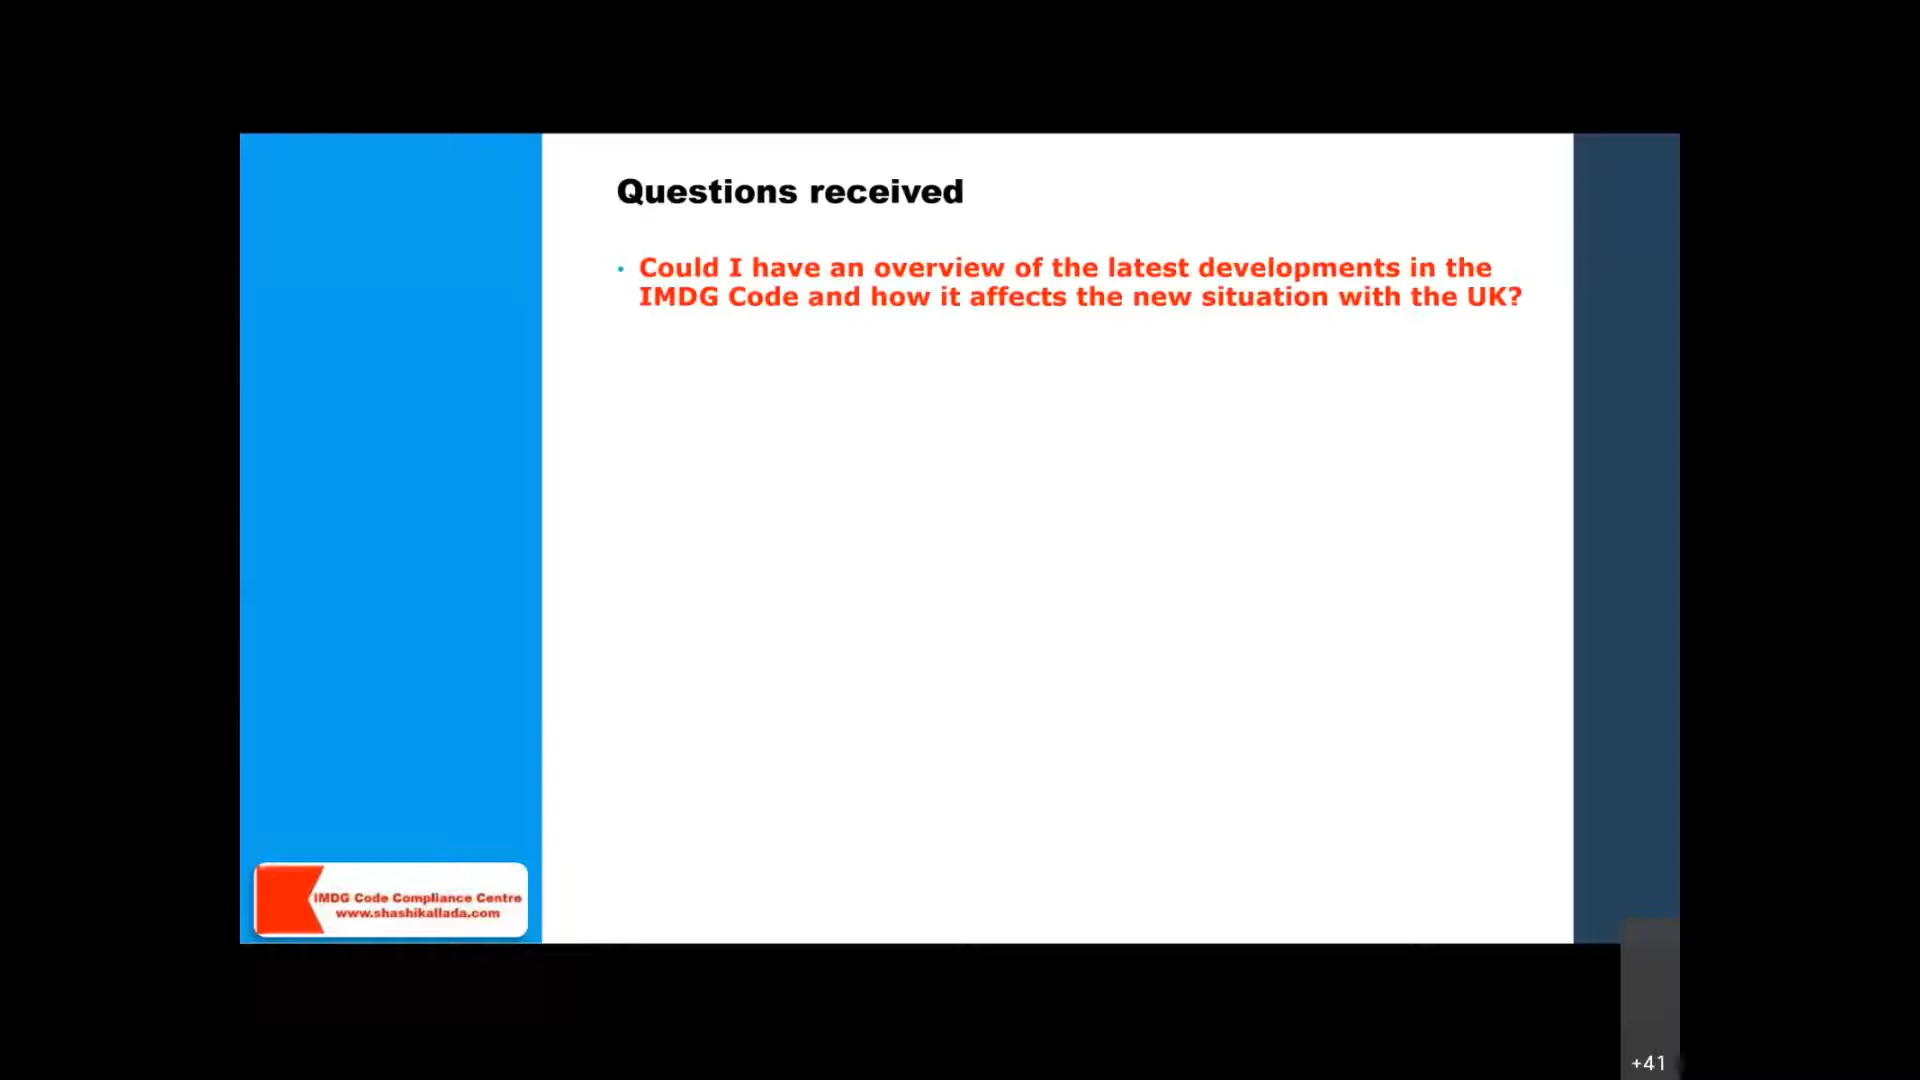 Questions received
• Could I have an overview of the latest developments in the
IMDG Code and how it affects the new situation with the UK?
IMDG Code Compliance Centre
www.shashikallada.com
+41